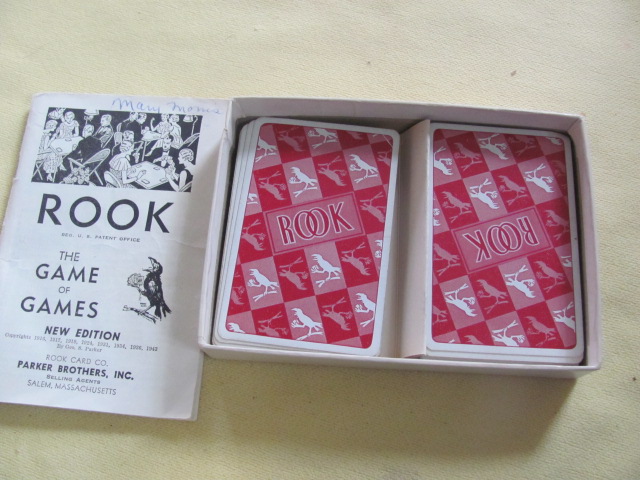 Mary Morris
ROOK
REG. U. S. PATENT OFFICE
THE
GAME
OF
GAMES
NEW EDITION
By Geo. S. Parker
ROOK CARD CO.
PARKER BROTHERS, INC.
SELLING AGENTS
SALEM, MASSACHUSETTS
ROOK
ROOK